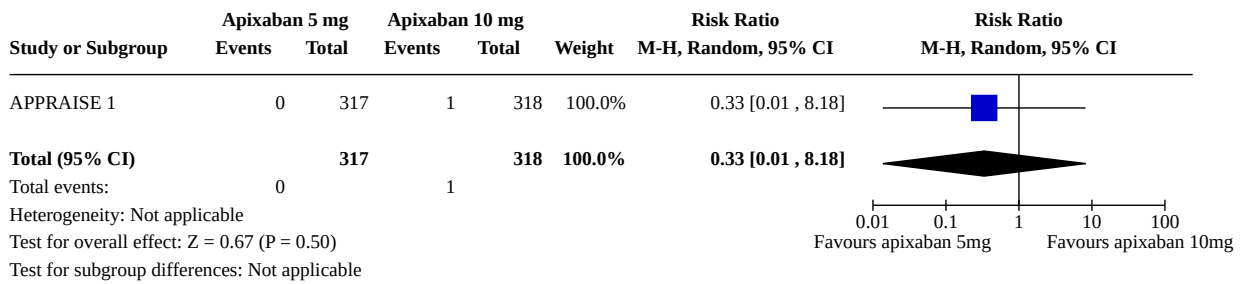 Apixaban 5 mg Apixaban 10 mg Risk Ratio Risk Ratio
Study or Subgroup Events Total Events Total Weight M-H, Random, 95% CI M-H, Random, 95% CI
APPRAISE 1 0 317 1 318 100.0% 0.33 [0.01 , 8.18]
Total (95% CI) 317 318 100.0% 0.33 [0.01 , 8.18]
Total events: 0 1
Heterogeneity: Not applicable
0.01 0.1 1 10 100
Test for overall effect: Z = 0.67 (P = 0.50)
Favours apixaban 5mg Favours apixaban 10mg
Test for subgroup differences: Not applicable